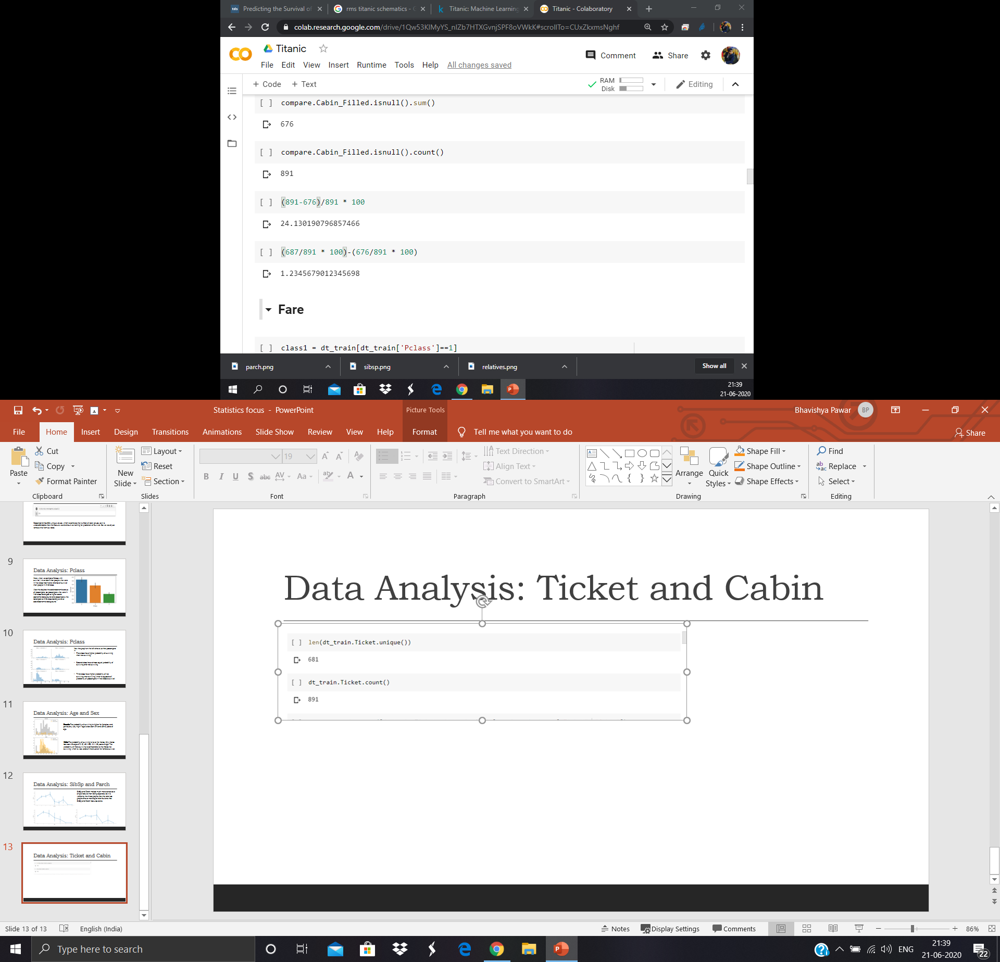 Predicting the Survival of
rms titanic schematics - G
Titanic: Machine Learning
Titanic - Colaboratory
colab.research.google.com/drive/1Qw53KIMyYS_nIZb7HTXGvnjSPF8oVWkK#scrollTo=CUxZkxmsNghf
Titanic
Comment
Share
File Edit View Insert Runtime Tools Help All changes saved
+ Code + Text
RAM
Disk
Editing
[ ] compare.Cabin_Filled.isnull().sum()
676
[ ] compare.Cabin_Filled.isnull().count()
891
[ ] (891-676)/891 * 100
24.130190796857466
[ ] (687/891 * 100)-(676/891 * 100)
1.2345679012345698
Fare
[ ] class1 = dt_train[dt_train['Pclass']==1]
parch.png
sibsp.png
relatives.png
Show all
21:39
21-06-2020
Statistics focus - PowerPoint
Picture Tools
Bhavishya Pawar BP
File Home Insert Design Transitions Animations Slide Show Review View Help Format Tell me what you want to do Share
Paste
Cut
Copy
Format Painter
Clipboard
New Slide
Layout
Reset
Section
Slides
19
Font
Text Direction
Align Text
Convert to SmartArt
Paragraph
Arrange
Quick Styles
Shape Fill
Shape Outline
Shape Effects
Drawing
Find
Replace
Select
Editing
9
Data Analysis: Pclass
10
Data Analysis: Pclass
11
Data Analysis: Age and Sex
12
Data Analysis: SibSp and Parch
13
Data Analysis: Ticket and Cabin
Data Analysis: Ticket and Cabin
[ ] len(dt_train.Ticket.unique())
681
[ ] dt_train.Ticket.count()
891
Slide 13 of 13
English (India)
Notes
Display Settings
Comments
86%
Type here to search
ENG
21:39
21-06-2020
22